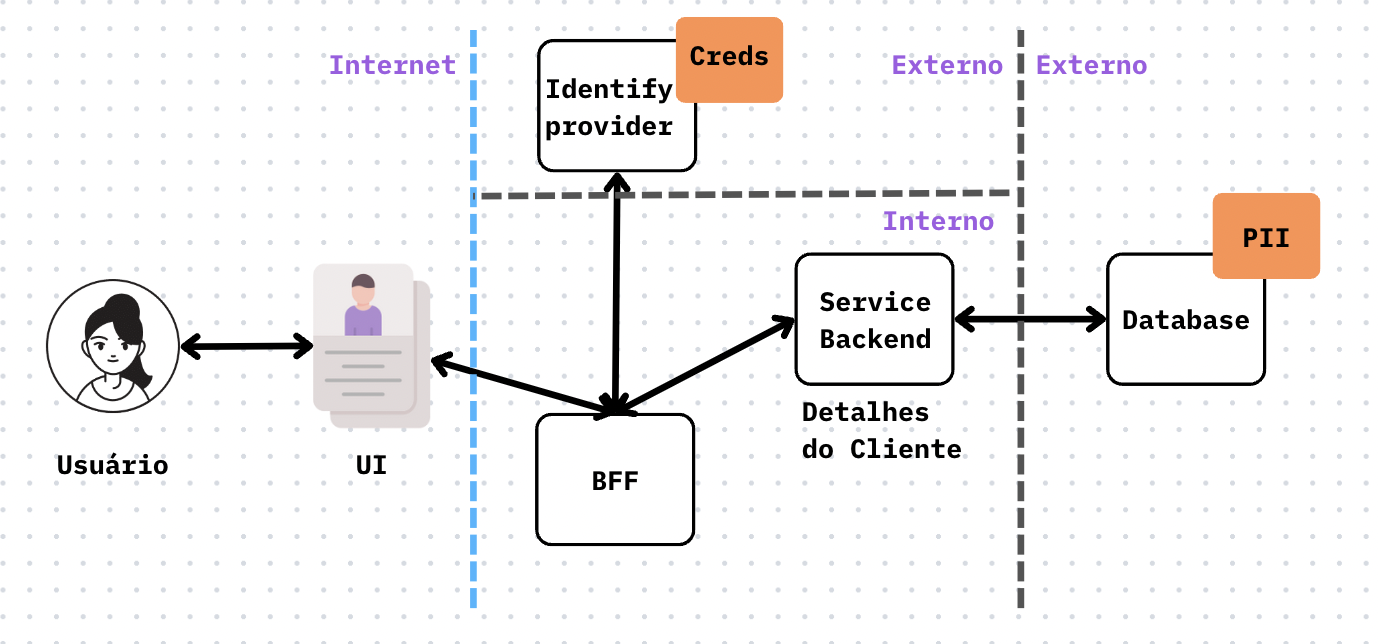 Internet
Identify
provider
Creds
Externo
Externo
Interno
PII
Service
Backend
Database
Detalhes
do Cliente
Usuário
UI
BFF